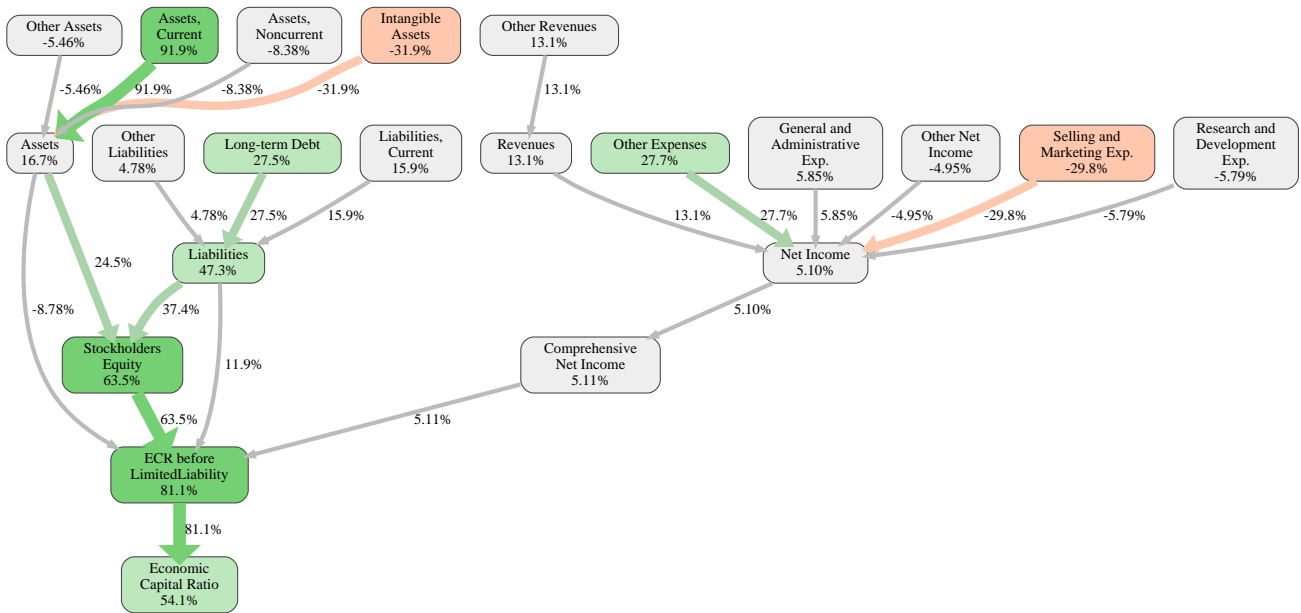 Other Assets
-5.46%
Assets,
Current
91.9%
Assets,
Noncurrent
-8.38%
Intangible
Assets
-31.9%
Other Revenues
13.1%
-5.46%
91.9%
-8.38%
-31.9%
13.1%
Assets
16.7%
Other
Liabilities
4.78%
Long-term Debt
27.5%
Liabilities,
Current
15.9%
Revenues
13.1%
Other Expenses
27.7%
General and
Administrative
Exp.
5.85%
Other Net
Income
-4.95%
Selling and
Marketing Exp.
-29.8%
Research and
Development
Exp.
-5.79%
4.78%
27.5%
15.9%
13.1%
27.7%
5.85%
-4.95%
-29.8%
-5.79%
Liabilities
47.3%
Net Income
5.10%
24.5%
-8.78%
37.4%
5.10%
Stockholders
Equity
63.5%
11.9%
Comprehensive
Net Income
5.11%
63.5%
5.11%
ECR before
LimitedLiability
81.1%
81.1%
Economic
Capital Ratio
54.1%